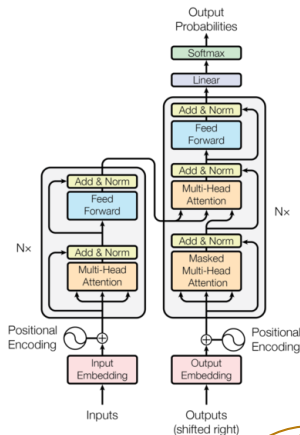 Output
Probabilities
Softmax
Linear
Add & Norm
Feed
Forward
Add & Norm
Multi-Head
Attention
Add & Norm
Masked
Multi-Head
Attention
Nx
Positional
Encoding
Output
Embedding
Outputs
(shifted right)
Add & Norm
Feed
Forward
Add & Norm
Multi-Head
Attention
Nx
Positional
Encoding
Input
Embedding
Inputs